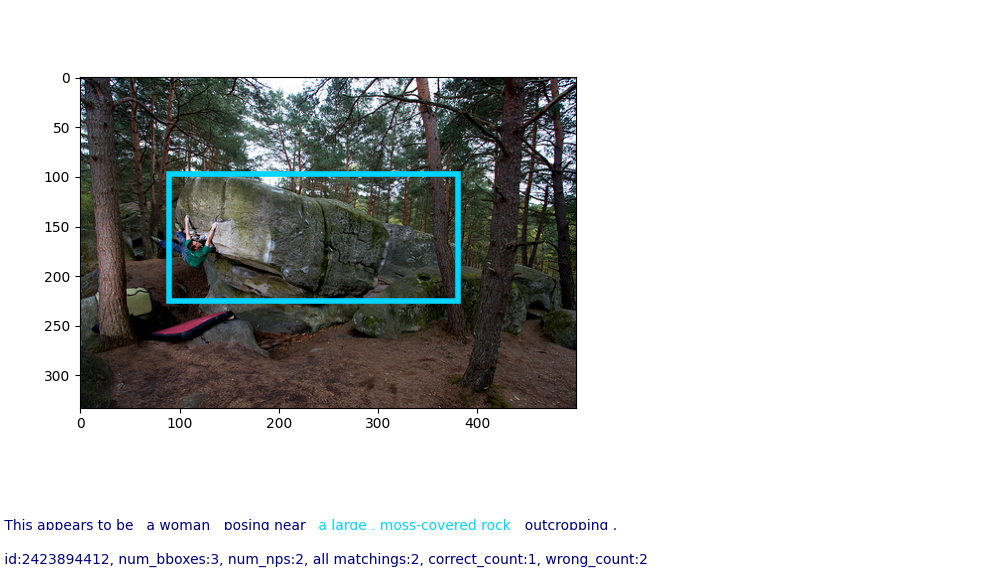 0
50
100
150
200
250
300
0 100 200 300 400
This appears to be a woman posing near a large , moss-covered rock outcropping .
id:2423894412, num_bboxes:3, num_nps:2, all matchings:2, correct_count:1, wrong_count:2